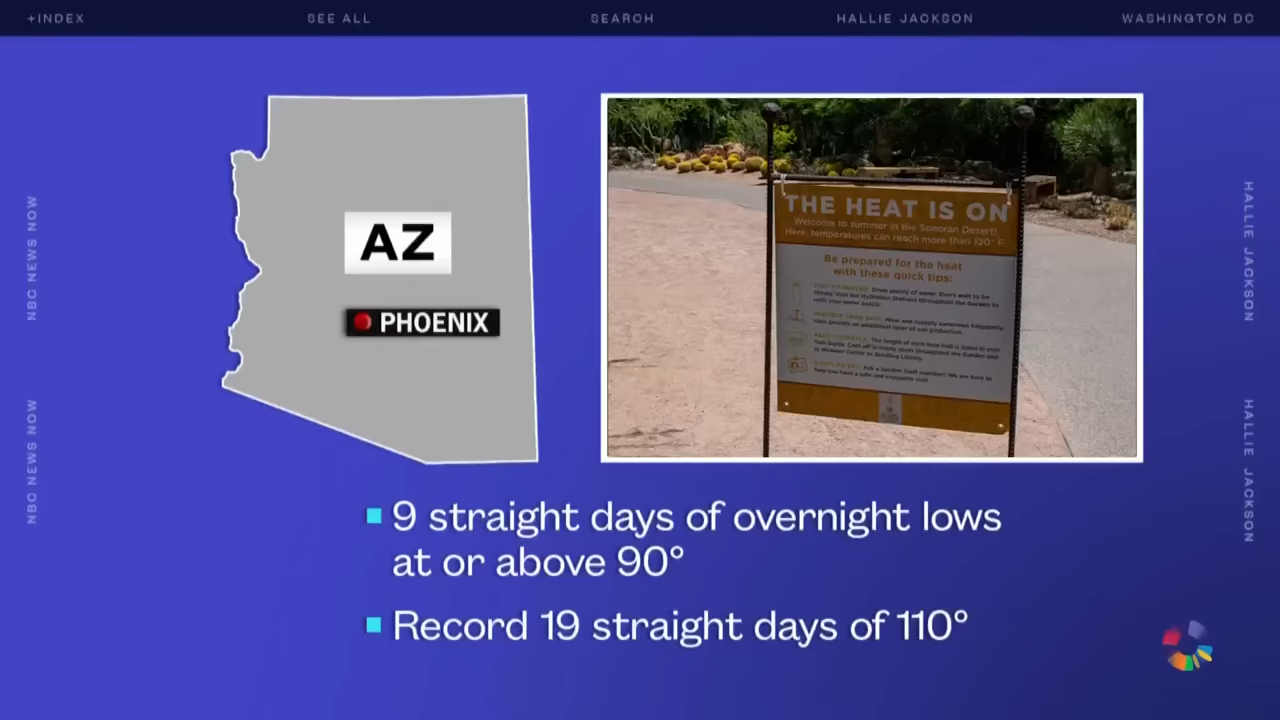 +INDEX
SEE ALL
SEARCH
HALLIE JACKSON
WASHINGTON DC
NBC NEWS NOW
NBC NEWS NOW
AZ
PHOENIX
THE HEAT IS ON
Welcome to summer in the Sonoran Desert!
Here, temperatures can reach more than 120° F.
Be prepared for the heat
with these quick tips:
HALLIE JACKSON
HALLIE JACKSON
9 straight days of overnight lows
at or above 90°
Record 19 straight days of 110°